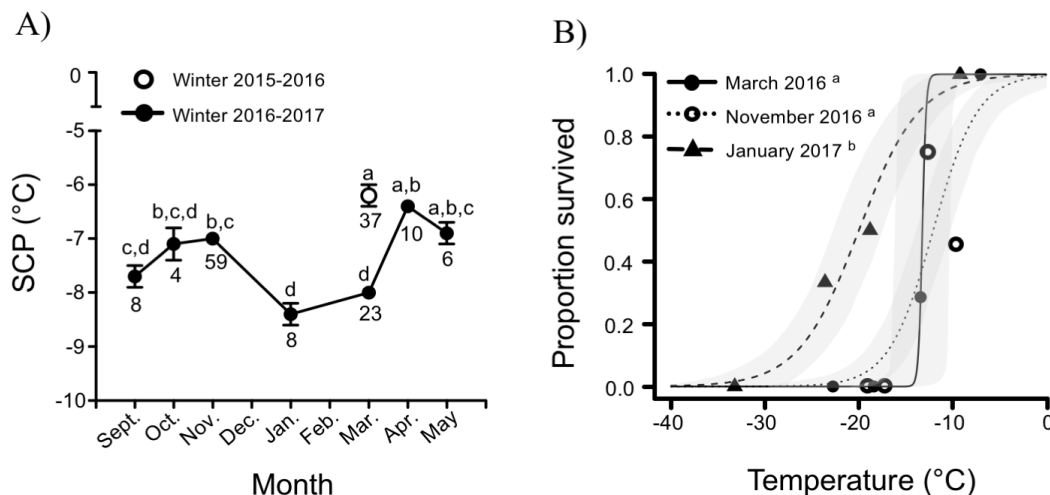 A)
0
Winter 2015-2016
Winter 2016-2017
-5
-6
-7
-8
-9
-10
SCP (°C)
c,d
8
b,c,d
4
b,c
59
d
8
a
37
d
23
a,b
10
a,b,c
6
Sept.
Oct.
Nov.
Dec.
Jan.
Feb.
Mar.
Apr.
May
Month
B)
1.0
0.8
0.6
0.4
0.2
0.0
Proportion survived
March 2016 a
November 2016 a
January 2017 b
-40
-30
-20
-10
0
Temperature (°C)